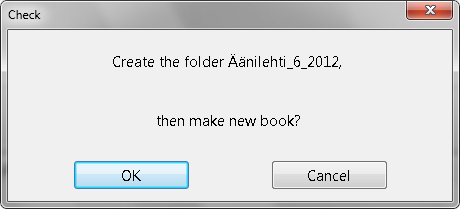 Check
Create the folder Äänilehti_6_2012,
then make new book?
OK
Cancel